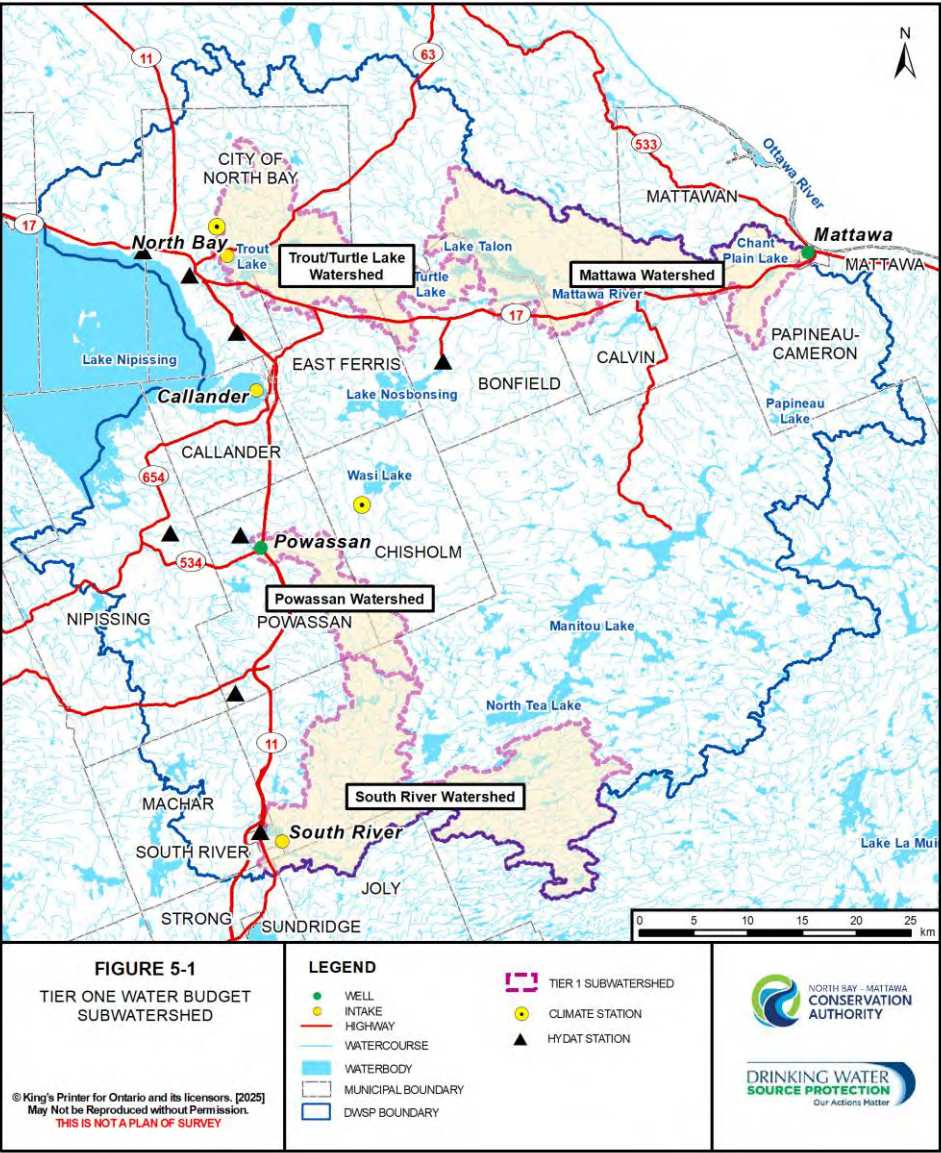 N
11
63
533
Ottawa River
CITY OF
NORTH BAY
MATTAWAN
17
North Bay
Trout
Lake
Trout/Turtle Lake
Watershed
Lake Talon
Turtle
Lake
Mattawa Watershed
Chant
Plain Lake
Mattawa
MATTAWA
Mattawa River
17
PAPINEAU-
CAMERON
Lake Nipissing
EAST FERRIS
CALVIN
BONFIELD
Callander
Lake Nosbonsing
Papineau
Lake
CALLANDER
654
Wasi Lake
Powassan
CHISHOLM
534
Powassan Watershed
NIPISSING
POWASSAN
Manitou Lake
North Tea Lake
11
South River Watershed
MACHAR
South River
SOUTH RIVER
Lake La Mui
JOLY
STRONG
SUNDRIDGE
0 5 10 15 20 25
km
FIGURE 5-1
TIER ONE WATER BUDGET
SUBWATERSHED
© King's Printer for Ontario and its licensors. [2025]
May Not be Reproduced without Permission.
THIS IS NOT A PLAN OF SURVEY
LEGEND
WELL
INTAKE
HIGHWAY
WATERCOURSE
WATERBODY
MUNICIPAL BOUNDARY
DWSP BOUNDARY
TIER 1 SUBWATERSHED
CLIMATE STATION
HYDAT STATION
NORTH BAY - MATTAWA
CONSERVATION
AUTHORITY
DRINKING WATER
SOURCE PROTECTION
Our Actions Matter